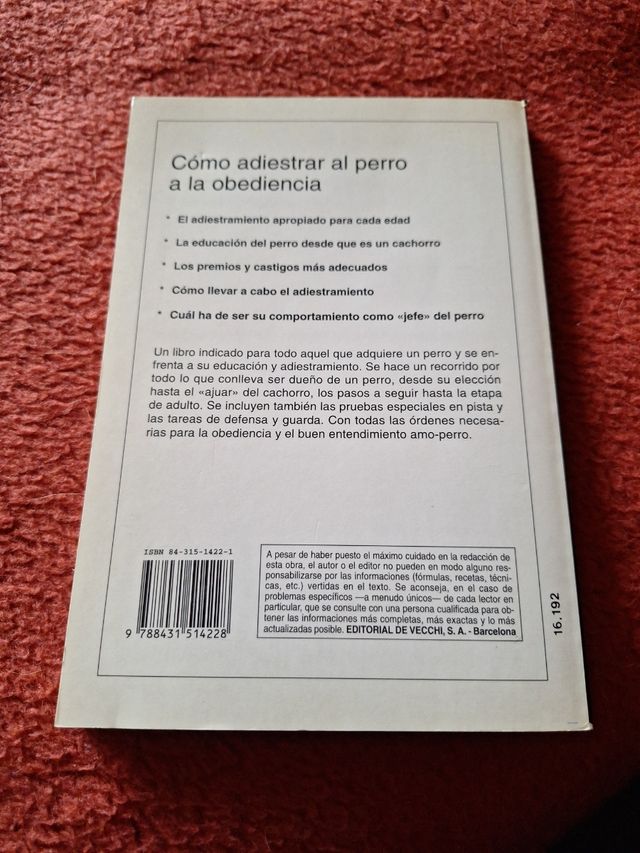 Cómo adiestrar al perro
a la obediencia
* El adiestramiento apropiado para cada edad
* La educación del perro desde que es un cachorro
* Los premios y castigos más adecuados
* Cómo llevar a cabo el adiestramiento
* Cuál ha de ser su comportamiento como «jefe» del perro
Un libro indicado para todo aquel que adquiere un perro y se en-
frenta a su educación y adiestramiento. Se hace un recorrido por
todo lo que conlleva ser dueño de un perro, desde su elección
hasta el «ajuar» del cachorro, los pasos a seguir hasta la etapa
de adulto. Se incluyen también las pruebas especiales en pista y
las tareas de defensa y guarda. Con todas las órdenes necesa-
rias para la obediencia y el buen entendimiento amo-perro.
ISBN 84-315-1422-1
9 788431 514228
A pesar de haber puesto el máximo cuidado en la redacción de
esta obra, el autor o el editor no pueden en modo alguno res-
ponsabilizarse por las informaciones (fórmulas, recetas, técni-
cas, etc.) vertidas en el texto. Se aconseja, en el caso de
problemas específicos —a menudo únicos— de cada lector en
particular, que se consulte con una persona cualificada para ob-
tener las informaciones más completas, más exactas y lo más
actualizadas posible. EDITORIAL DE VECCHI, S. A. - Barcelona
16.192